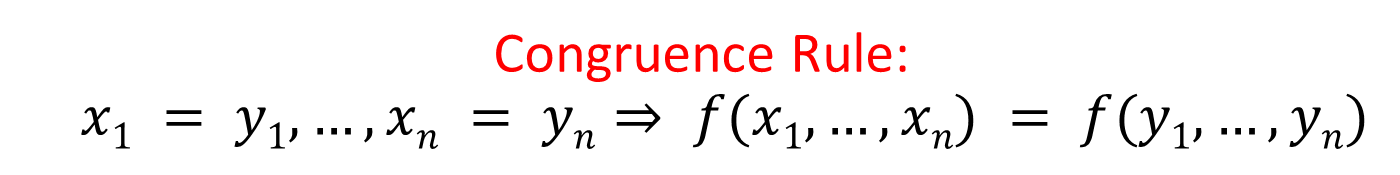 Congruence Rule:
x₁ = y₁, … , xₙ = yₙ ⇒ f(x₁, … , xₙ) = f(y₁, … , yₙ)